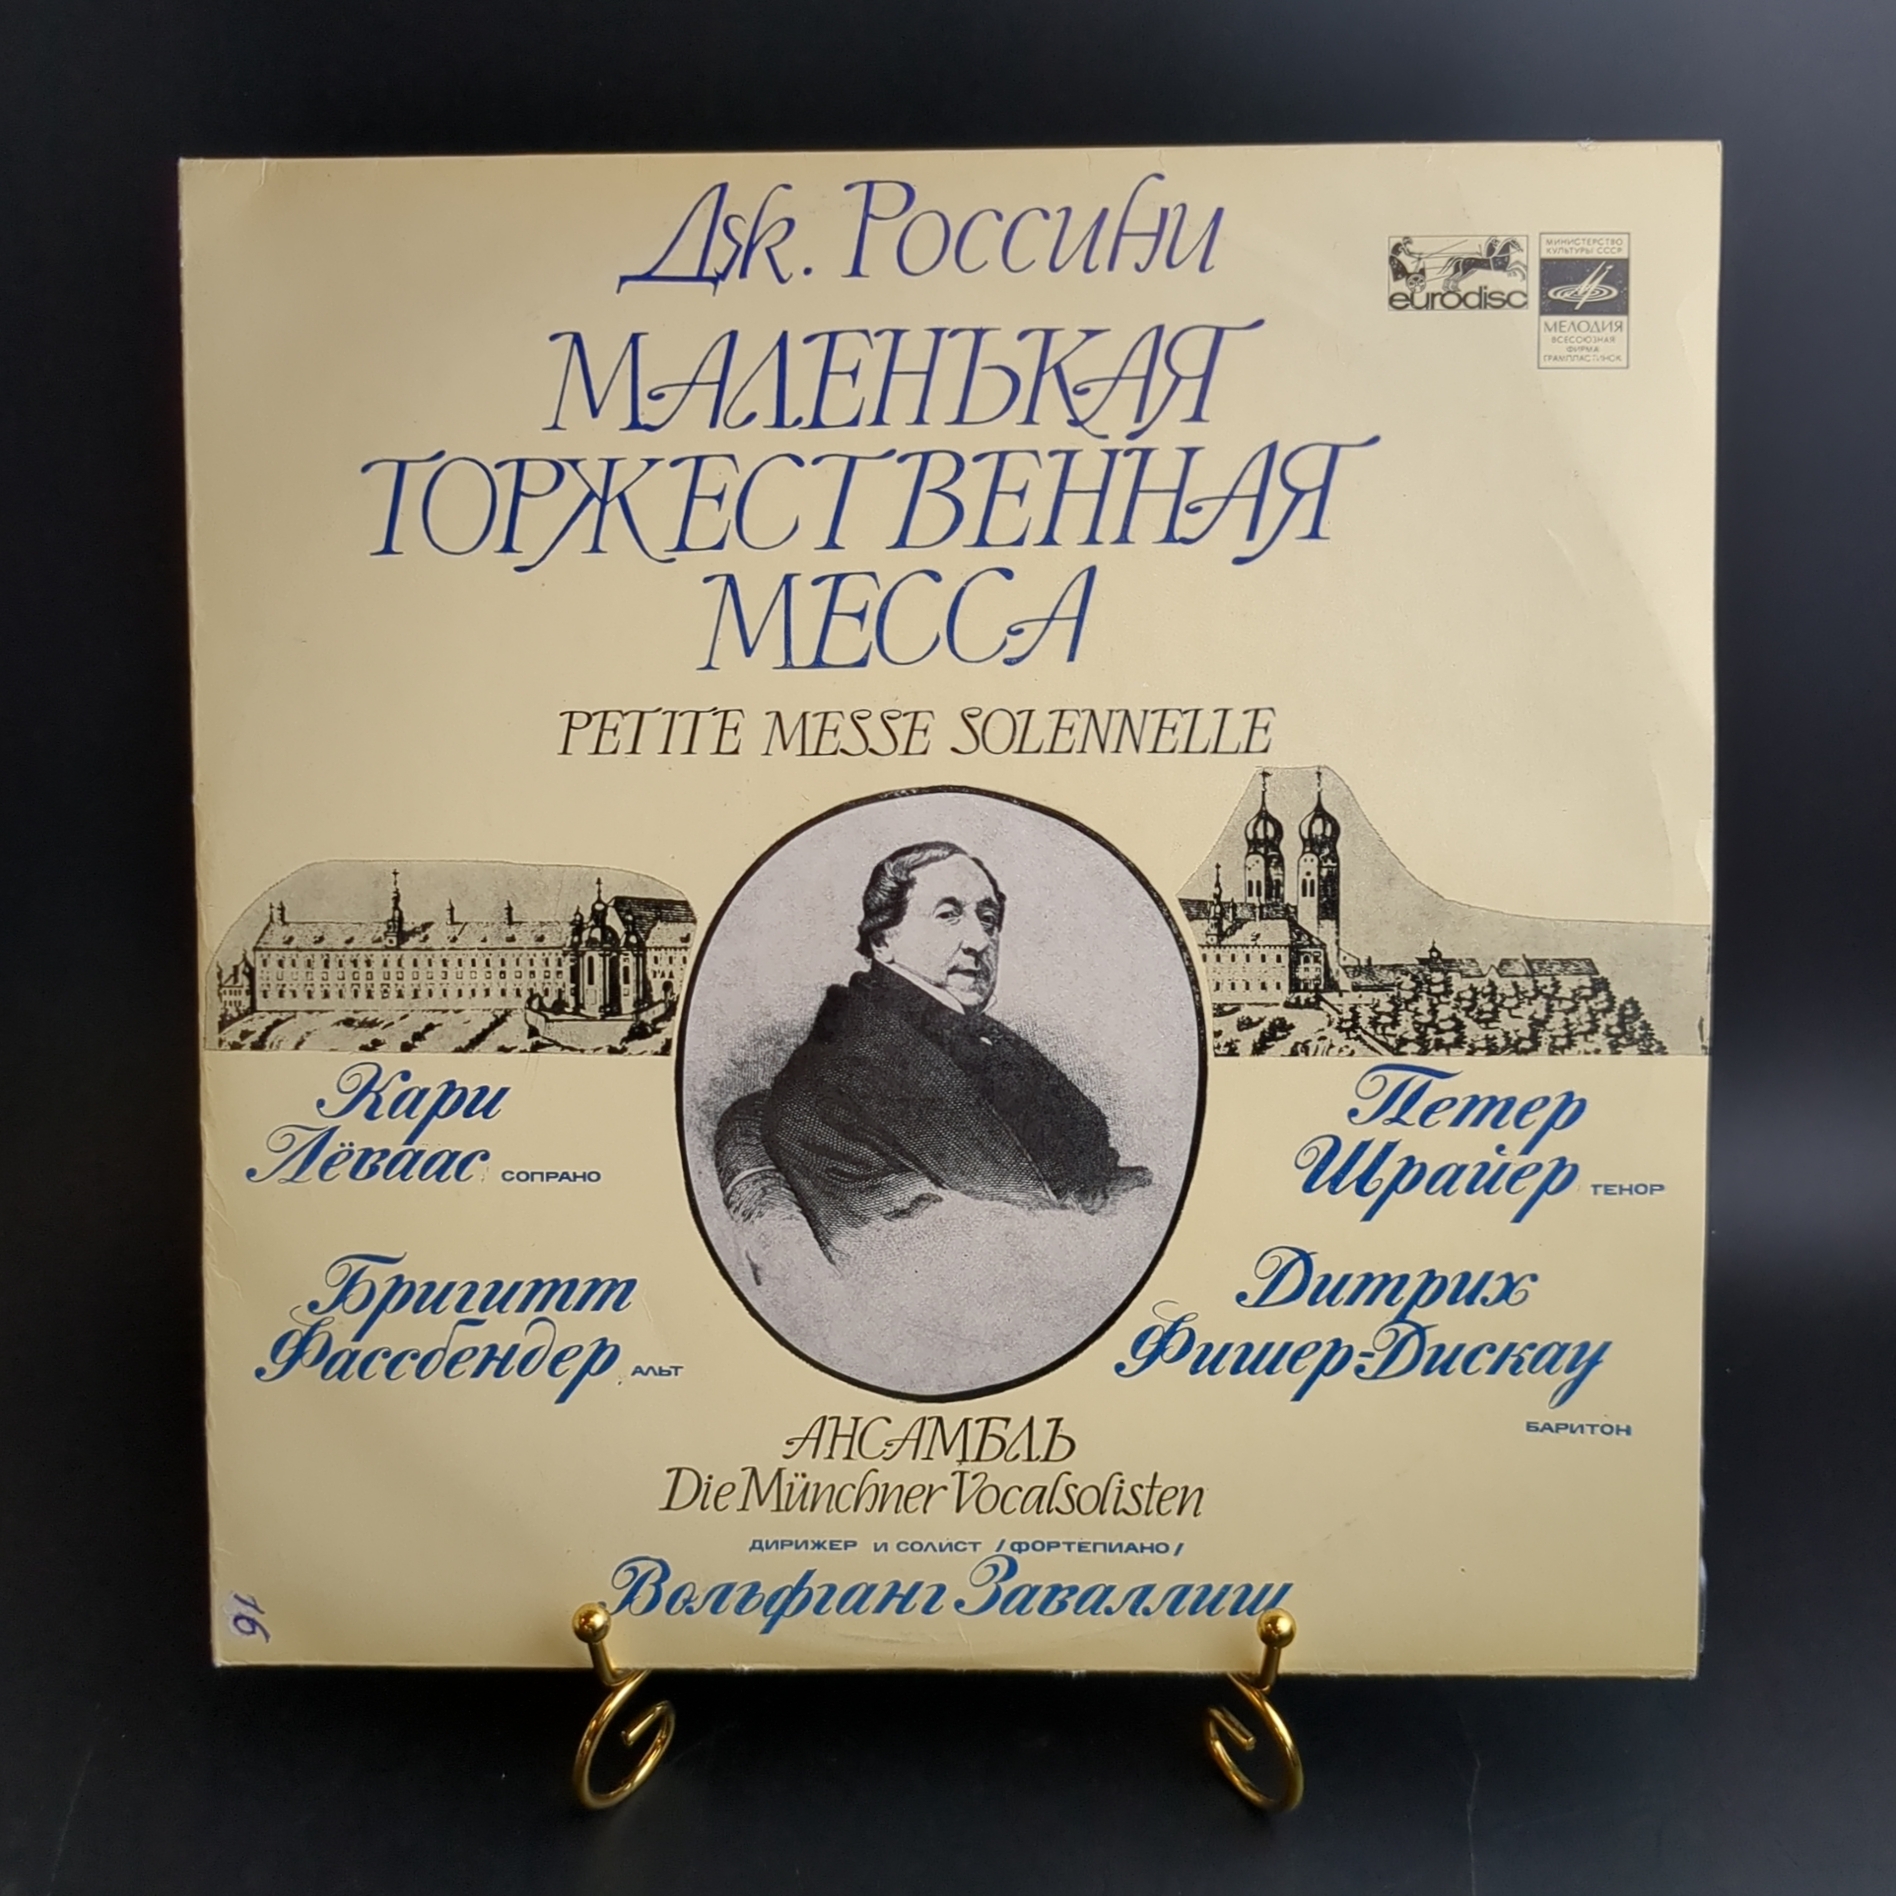 Дж. Россини
eurodisc
МИНИСТЕРСТВО
КУЛЬТУРЫ СССР
МЕЛОДИЯ
ВСЕСОЮЗНАЯ
ФИРМА
ГРАМПЛАСТИНОК
МАЛЕНЬКАЯ
ТОРЖЕСТВЕННАЯ
МЕССА
PETITE MESSE SOLENNELLE
Кари
Лёваас СОПРАНО
Петер
Шрайер ТЕНОР
Бригитт
Фассбендер АЛЬТ
Дитрих
Фишер-Дискау
БАРИТОН
АНСАМБЛЬ
Die Münchner Vocalsolisten
ДИРИЖЕР И СОЛИСТ /ФОРТЕПИАНО/
Вольфганг Заваллиш
16